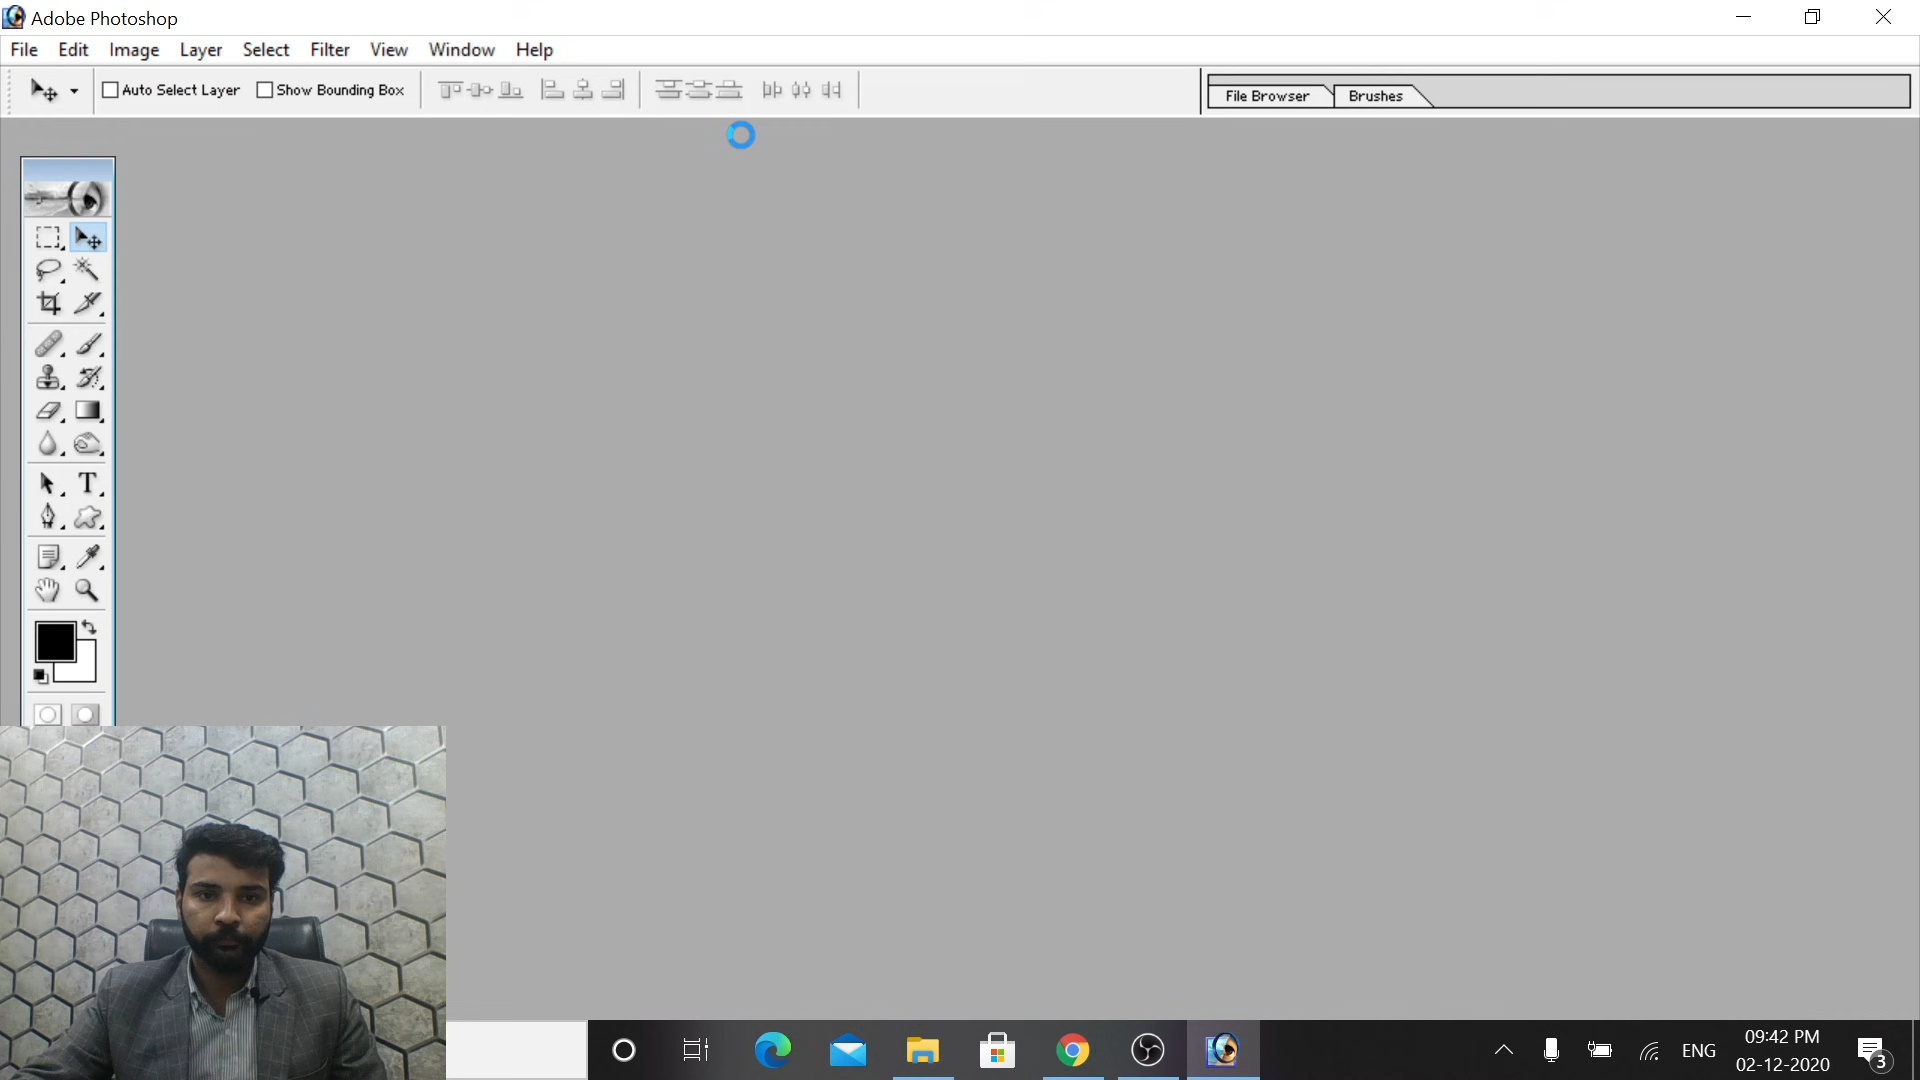 Adobe Photoshop
File Edit Image Layer Select Filter View Window Help
Auto Select Layer Show Bounding Box
File Browser Brushes
T
ENG
09:42 PM
02-12-2020
3